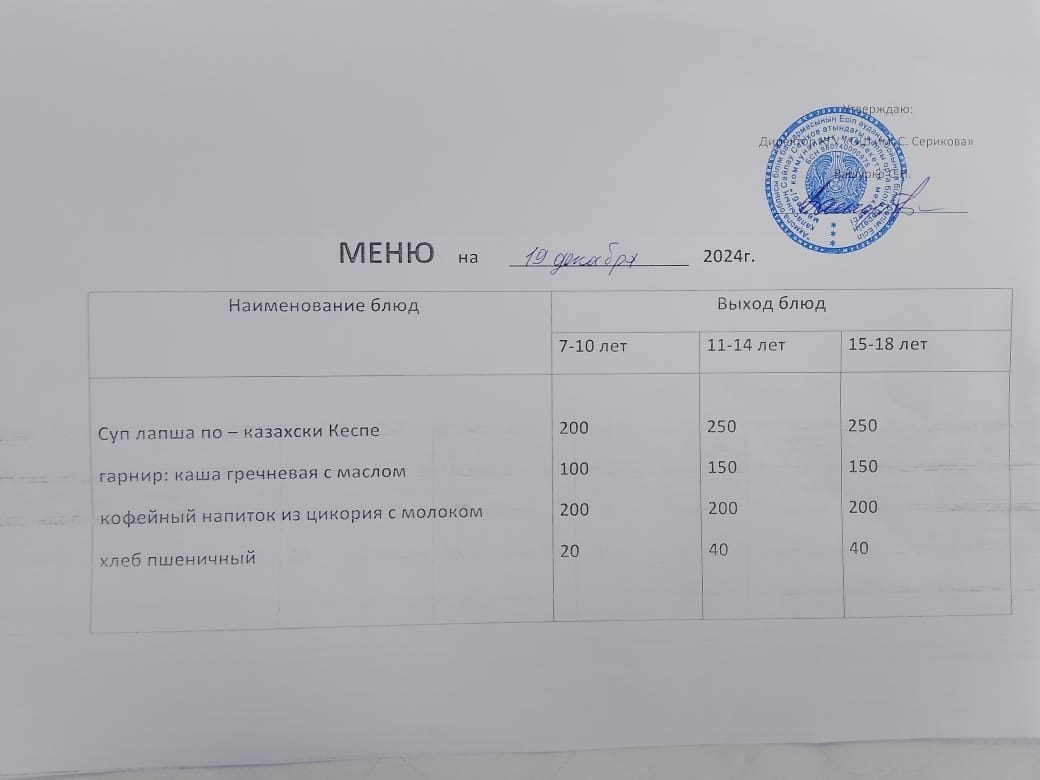 Утверждаю:
Директор С. Серикова»
МЕНЮ на 19 декабря 2024г.
Наименование блюд Выход блюд
7-10 лет 11-14 лет 15-18 лет
Суп лапша по – казахски Кеспе 200 250 250
гарнир: каша гречневая с маслом 100 150 150
кофейный напиток из цикория с молоком 200 200 200
хлеб пшеничный 20 40 40